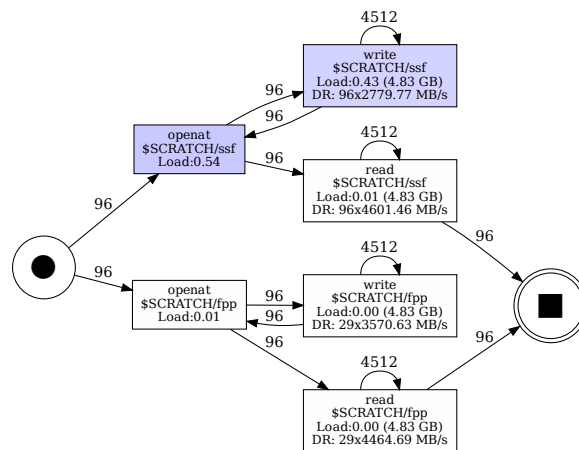 4512
write
$SCRATCH/ssf
Load:0.43 (4.83 GB)
DR: 96x2779.77 MB/s
96
96
openat
$SCRATCH/ssf
Load:0.54
4512
96
read
$SCRATCH/ssf
Load:0.01 (4.83 GB)
DR: 96x4601.46 MB/s
96
96
96
openat
$SCRATCH/fpp
Load:0.01
4512
96
96
write
$SCRATCH/fpp
Load:0.00 (4.83 GB)
DR: 29x3570.63 MB/s
96
4512
96
read
$SCRATCH/fpp
Load:0.00 (4.83 GB)
DR: 29x4464.69 MB/s